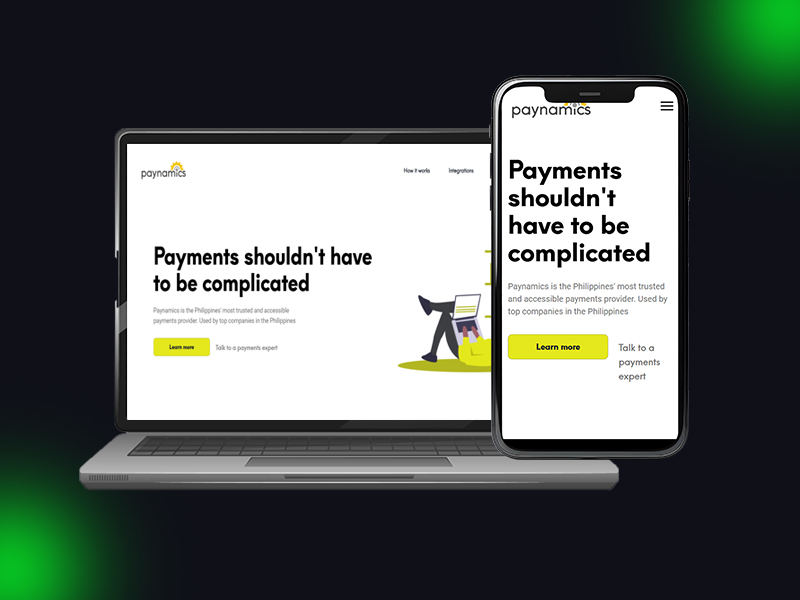 paynamics
How it works
Integrations
Payments shouldn't have
to be complicated
Paynamics is the Philippines' most trusted and accessible
payments provider. Used by top companies in the Philippines
Learn more
Talk to a payments expert
paynamics
Payments
shouldn't
have to be
complicated
Paynamics is the Philippines' most trusted
and accessible payments provider. Used by
top companies in the Philippines
Learn more
Talk to a
payments
expert